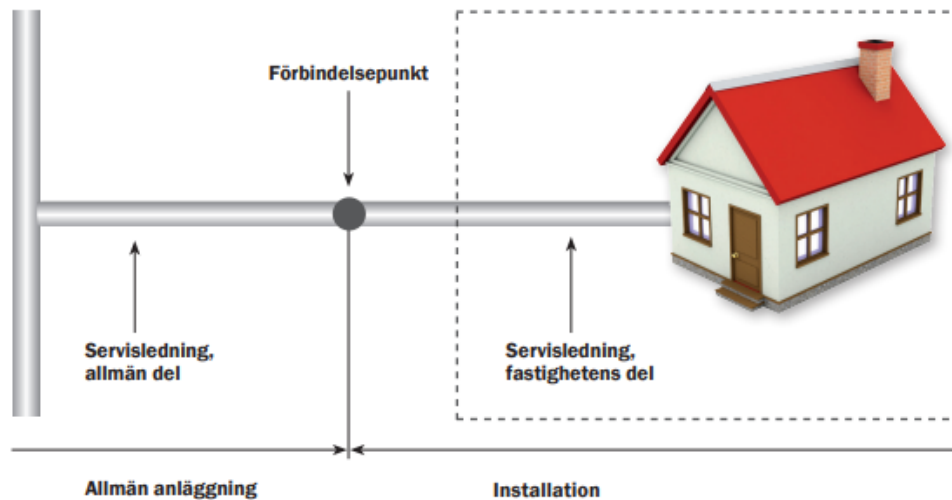 Förbindelsepunkt
Servisledning,
allmän del
Servisledning,
fastighetens del
Allmän anläggning
Installation